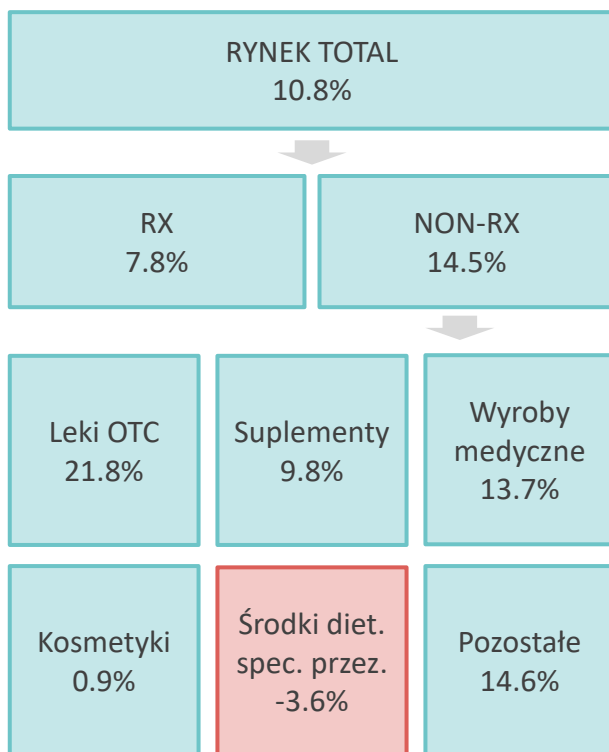 RYNEK TOTAL
10.8%
RX
7.8%
NON-RX
14.5%
Leki OTC
21.8%
Suplementy
9.8%
Wyroby
medyczne
13.7%
Kosmetyki
0.9%
Środki diet.
spec. przez.
-3.6%
Pozostałe
14.6%